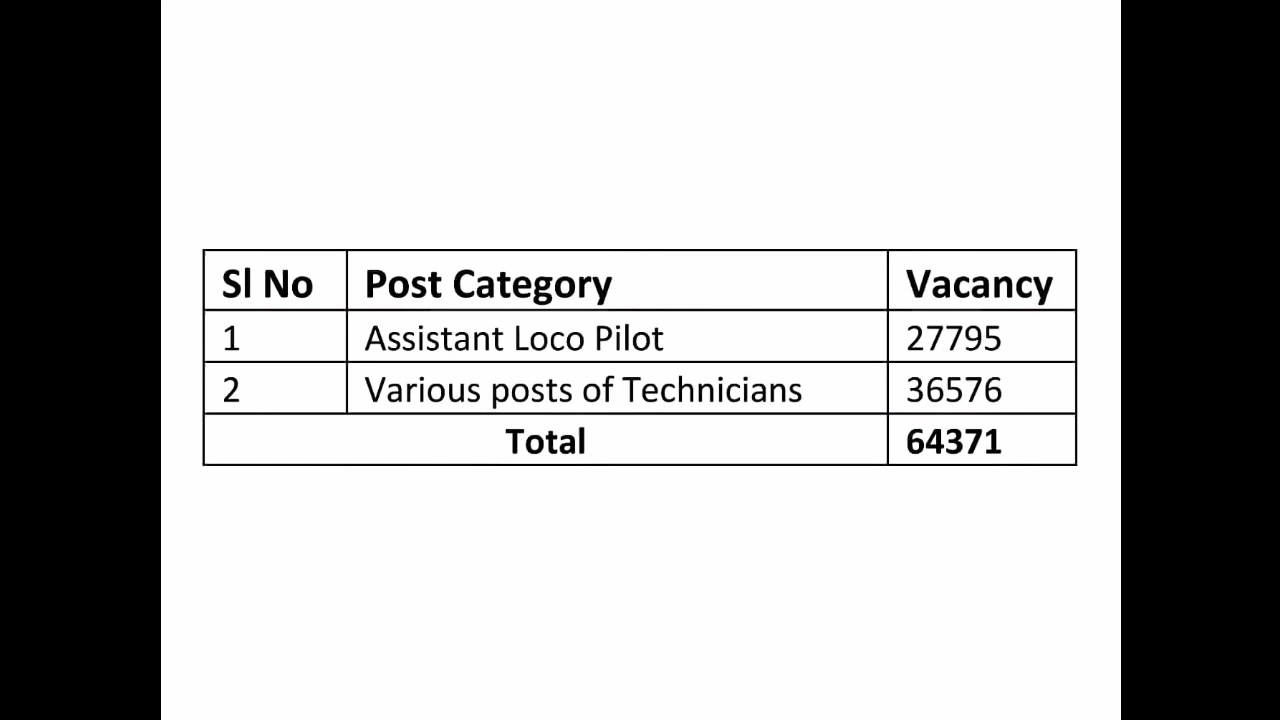 Sl No Post Category Vacancy
1 Assistant Loco Pilot 27795
2 Various posts of Technicians 36576
Total 64371